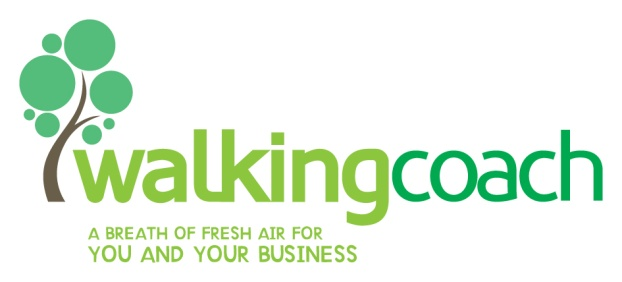 walkingcoach
A BREATH OF FRESH AIR FOR
YOU AND YOUR BUSINESS